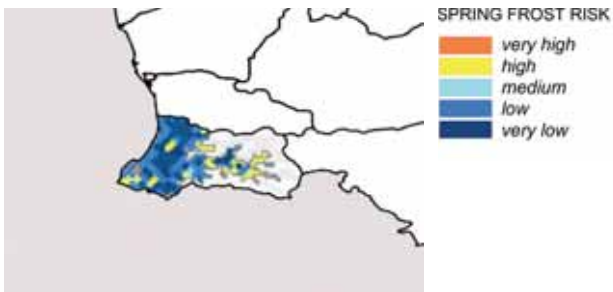 SPRING FROST RISK
very high
high
medium
low
very low